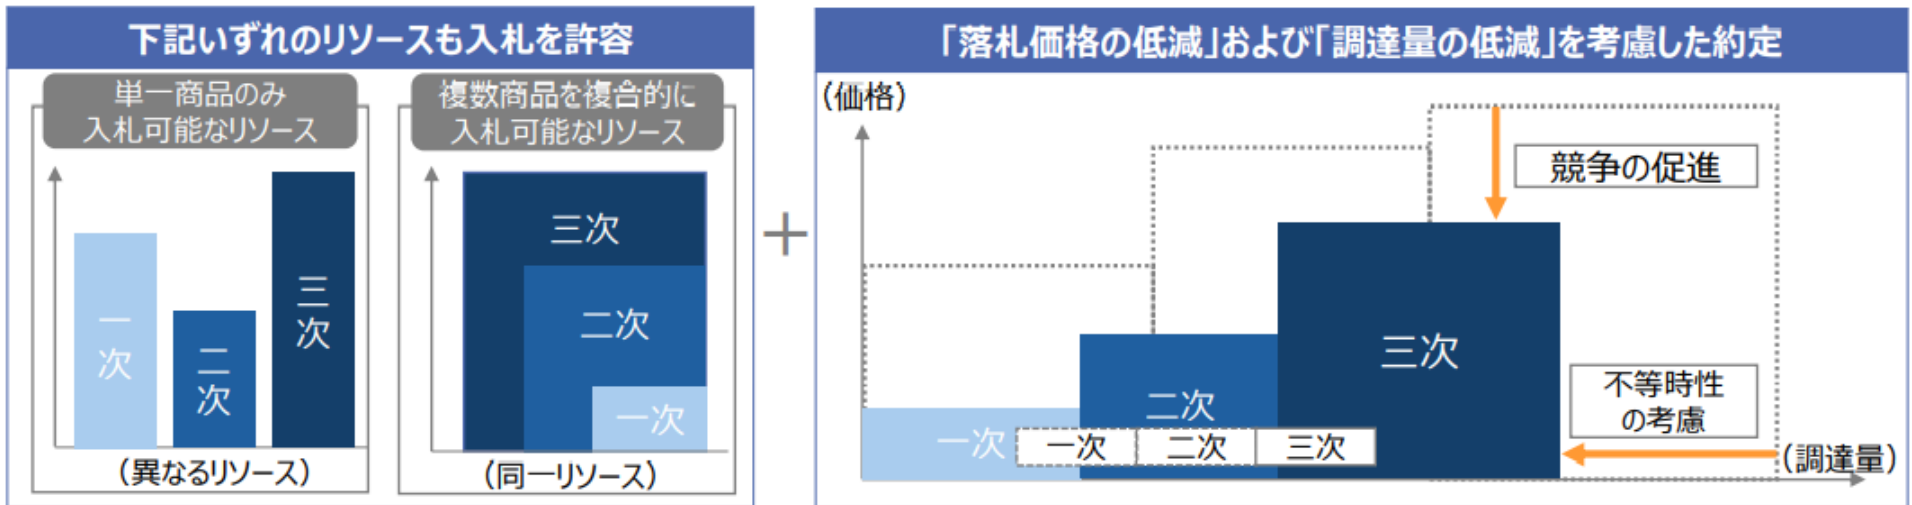 下記いずれのリソースも入札を許容
単一商品のみ
入札可能なリソース
一次
二次
三次
(異なるリソース)
複数商品を複合的に
入札可能なリソース
三次
二次
一次
(同一リソース)
+
「落札価格の低減」および「調達量の低減」を考慮した約定
(価格)
競争の促進
三次
二次
一次
不等時性
の考慮
一次 二次 三次
(調達量)